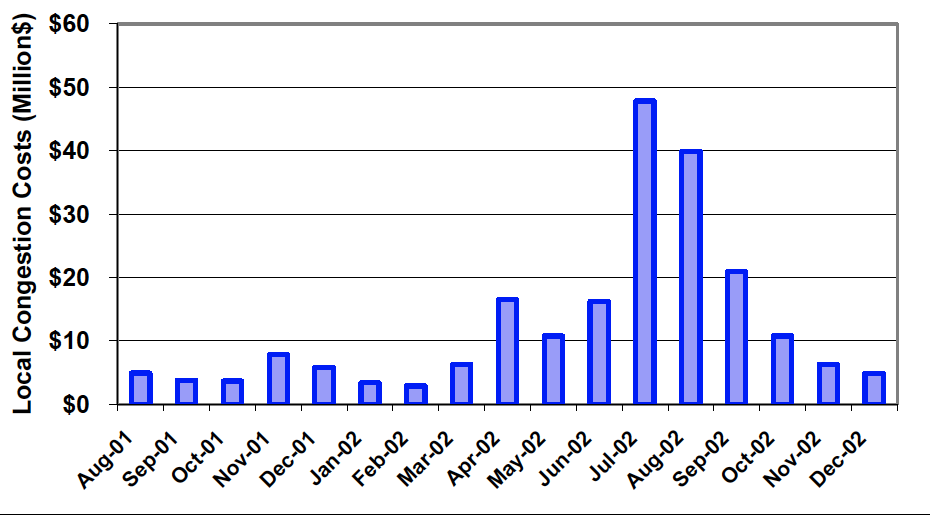 Local Congestion Costs (Million$)
$60
$50
$40
$30
$20
$10
$0
Aug-01
Sep-01
Oct-01
Nov-01
Dec-01
Jan-02
Feb-02
Mar-02
Apr-02
May-02
Jun-02
Jul-02
Aug-02
Sep-02
Oct-02
Nov-02
Dec-02